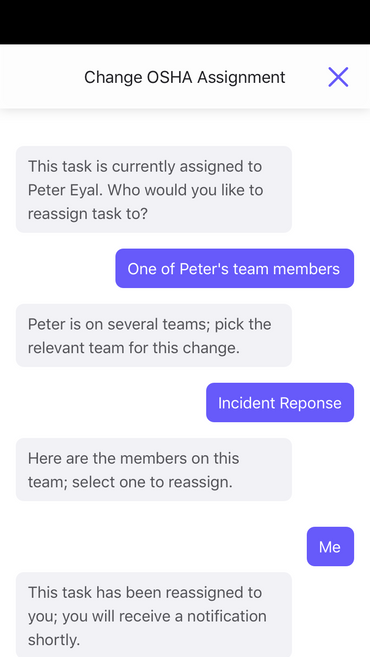 Change OSHA Assignment
This task is currently assigned to
Peter Eyal. Who would you like to
reassign task to?
One of Peter's team members
Peter is on several teams; pick the
relevant team for this change.
Incident Reponse
Here are the members on this
team; select one to reassign.
Me
This task has been reassigned to
you; you will receive a notification
shortly.